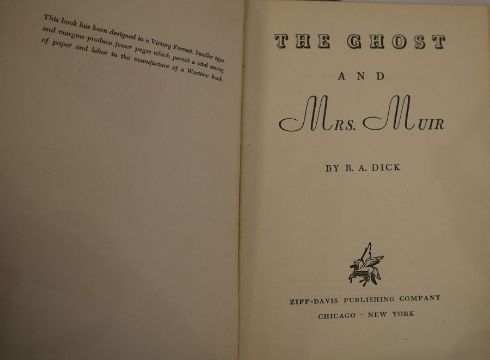 This book has been designed in a Victory Format. Smaller type
and margins produce fewer pages which permit a vital saving
of paper and labor in the manufacture of a Wartime book.
THE GHOST
AND
MRS. MUIR
BY R. A. DICK
ZIFF-DAVIS PUBLISHING COMPANY
CHICAGO · NEW YORK